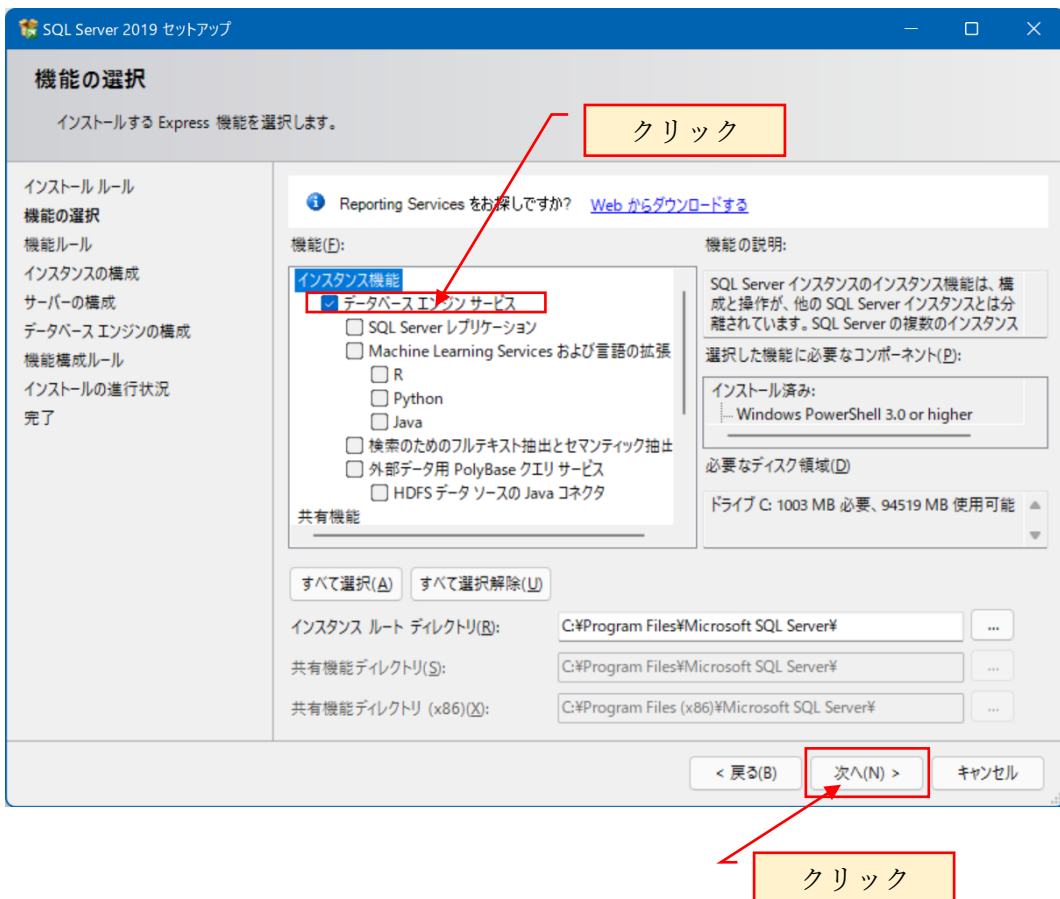 SQL Server 2019 セットアップ
機能の選択
インストールする Express 機能を選択します。
クリック
インストール ルール
機能の選択
機能ルール
インスタンスの構成
サーバーの構成
データベース エンジンの構成
機能構成ルール
インストールの進行状況
完了
Reporting Services をお探しですか? Web からダウンロードする
機能(F):
インスタンス機能
データベース エンジン サービス
SQL Server レプリケーション
Machine Learning Services および言語の拡張
R
Python
Java
検索のためのフルテキスト抽出とセマンティック抽出
外部データ用 PolyBase クエリ サービス
HDFS データ ソースの Java コネクタ
共有機能
機能の説明:
SQL Server インスタンスのインスタンス機能は、構
成と操作が、他の SQL Server インスタンスとは分
離されています。SQL Server の複数のインスタンス
選択した機能に必要なコンポーネント(P):
インストール済み:
Windows PowerShell 3.0 or higher
必要なディスク領域(D)
ドライブ C: 1003 MB 必要、94519 MB 使用可能
すべて選択(A) すべて選択解除(U)
インスタンス ルート ディレクトリ(R): C:¥Program Files¥Microsoft SQL Server¥ ...
共有機能ディレクトリ(S): C:¥Program Files¥Microsoft SQL Server¥ ...
共有機能ディレクトリ (x86)(X): C:¥Program Files (x86)¥Microsoft SQL Server¥ ...
< 戻る(B) 次へ(N) > キャンセル
クリック